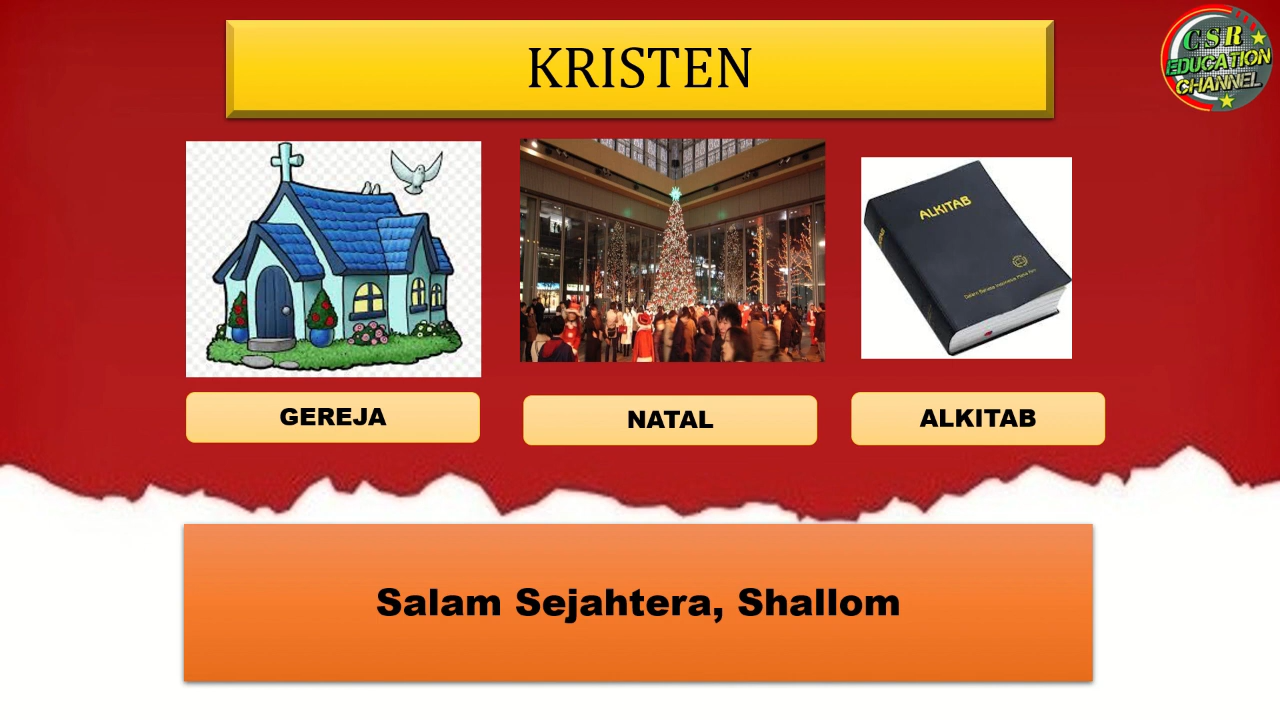 KRISTEN
CSR
EDUCATION
CHANNEL
ALKITAB
GEREJA
NATAL
ALKITAB
Salam Sejahtera, Shallom